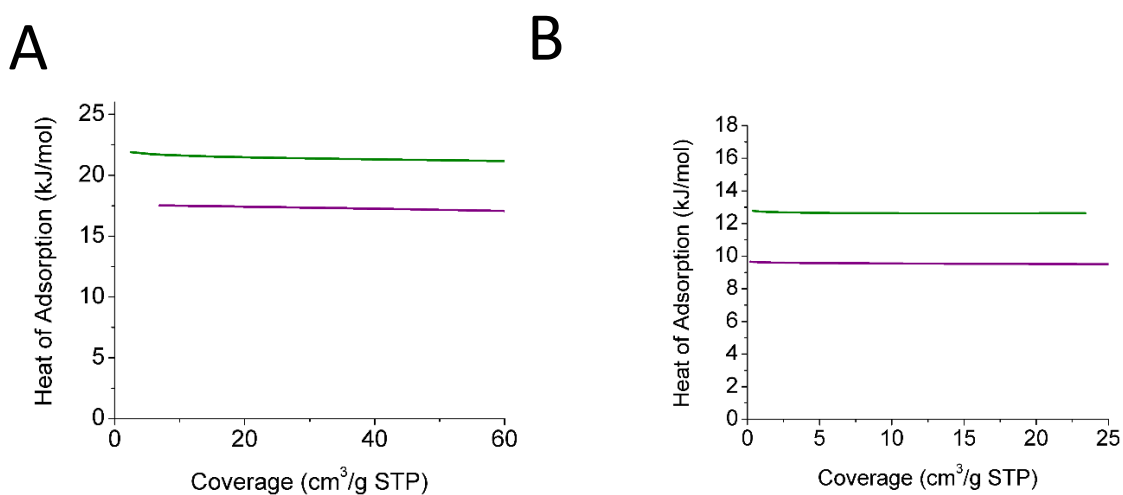 A
Heat of Adsorption (kJ/mol)
25
20
15
10
5
0
0 20 40 60
Coverage (cm³/g STP)
B
Heat of Adsorption (kJ/mol)
18
16
14
12
10
8
6
4
2
0
0 5 10 15 20 25
Coverage (cm³/g STP)